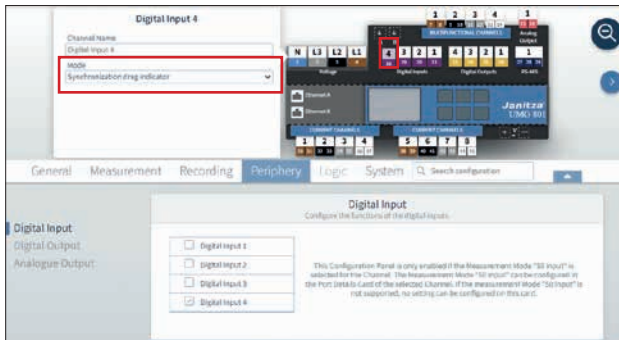 Digital Input 4
Channel Name
Digital Input 4
Mode
Synchronization drag indicator
1 2 3 4
MULTIFUNCTIONAL CHANNELS
1
Analog
Output
N L3 L2 L1
Voltage
4 3 2 1
Digital Inputs
4 3 2 1
Digital Outputs
1
RS-485
Ethernet A
Ethernet B
Janitza
UMG 801
CURRENT CHANNELS
1 2 3 4
CURRENT CHANNELS
5 6 7 8
General Measurement Recording Periphery Logic System Search configuration
Digital Input
Configure the functions of the digital inputs.
Digital Input
Digital Output
Analogue Output
Digital Input 1
Digital Input 2
Digital Input 3
Digital Input 4
This Configuration Panel is only enabled if the Measurement Mode "S0 input" is
selected for the Channel. The Measurement Mode "S0 input" can be configured in
the Port Details Card of the selected Channel. If the measurement Mode "S0 input" is
not supported, no setting can be configured on this card.